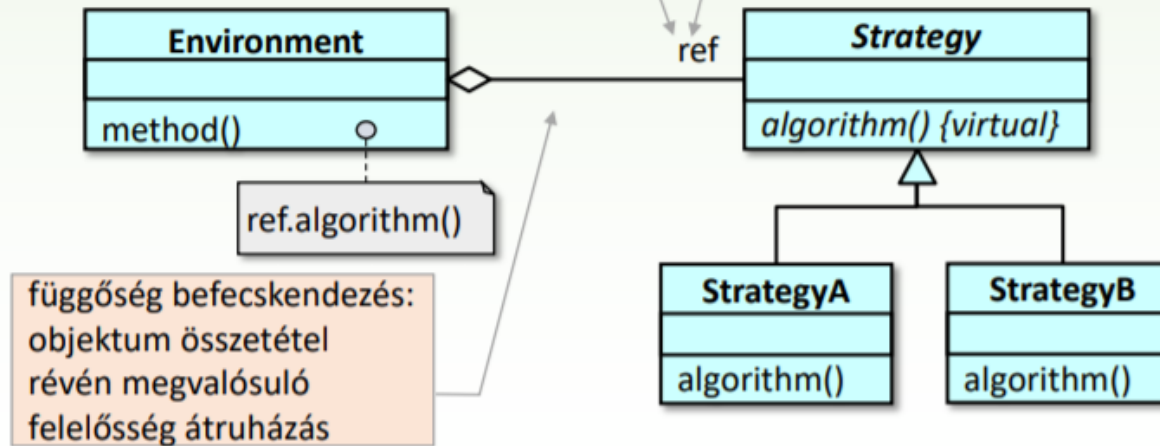 Environment
method()
ref.algorithm()
ref
Strategy
algorithm() {virtual}
StrategyA
algorithm()
StrategyB
algorithm()
függőség befecskendezés:
objektum összetétel
révén megvalósuló
felelősség átruházás